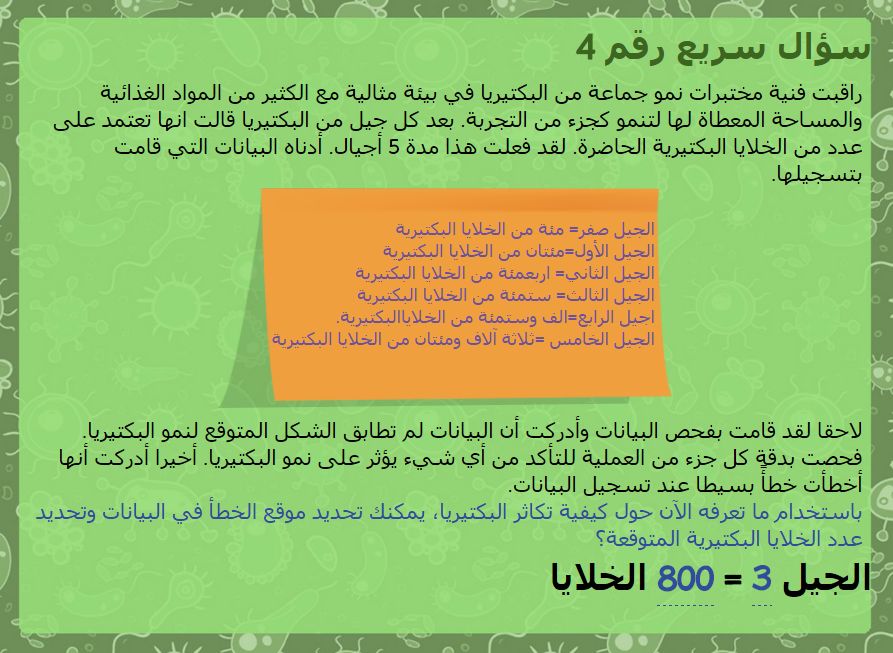 سؤال سريع رقم 4
راقبت فنية مختبرات نمو جماعة من البكتيريا في بيئة مثالية مع الكثير من المواد الغذائية
والمساحة المعطاة لها لتنمو كجزء من التجربة. بعد كل جيل من البكتيريا قالت انها تعتمد على
عدد من الخلايا البكتيرية الحاضرة. لقد فعلت هذا مدة 5 أجيال. أدناه البيانات التي قامت
بتسجيلها.
الجيل صفر= مئة من الخلايا البكتيرية
الجيل الأول=مئتان من الخلايا البكتيرية
الجيل الثاني= اربعمئة من الخلايا البكتيرية
الجيل الثالث= ستمئة من الخلايا البكتيرية
اجيل الرابع=الف وستمئة من الخلاياالبكتيرية.
الجيل الخامس =ثلاثة آلاف ومئتان من الخلايا البكتيرية
لاحقا لقد قامت بفحص البيانات وأدركت أن البيانات لم تطابق الشكل المتوقع لنمو البكتيريا.
فحصت بدقة كل جزء من العملية للتأكد من أي شيء يؤثر على نمو البكتيريا. أخيرا أدركت أنها
أخطأت خطأً بسيطا عند تسجيل البيانات.
باستخدام ما تعرفه الآن حول كيفية تكاثر البكتيريا، يمكنك تحديد موقع الخطأ في البيانات وتحديد
عدد الخلايا البكتيرية المتوقعة؟
الجيل 3 = 800 الخلايا